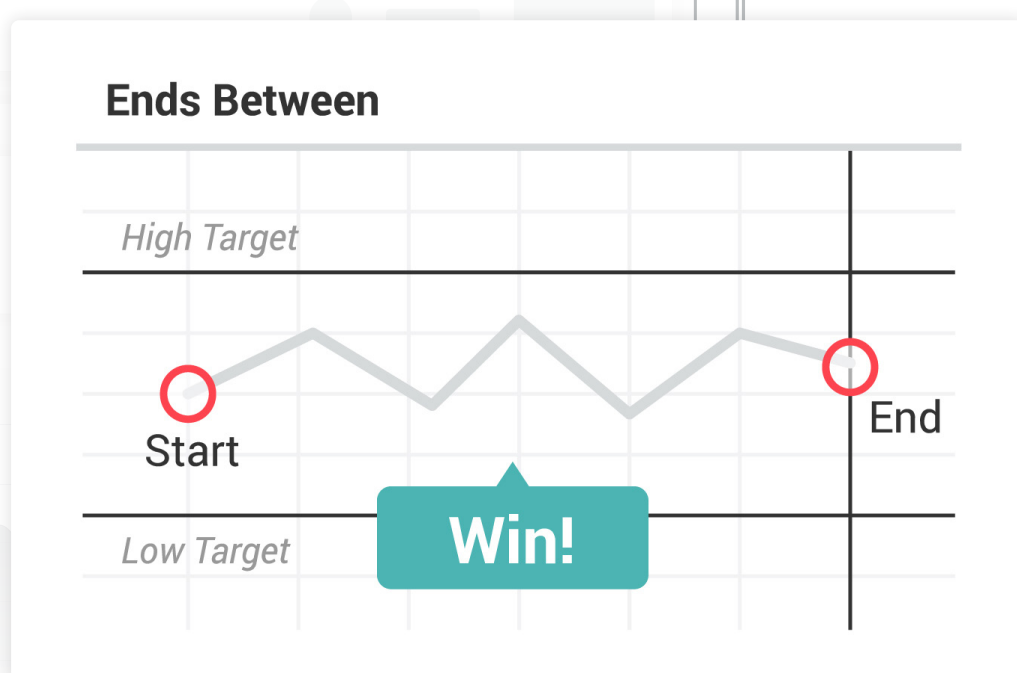 Ends Between
High Target
Start
End
Win!
Low Target